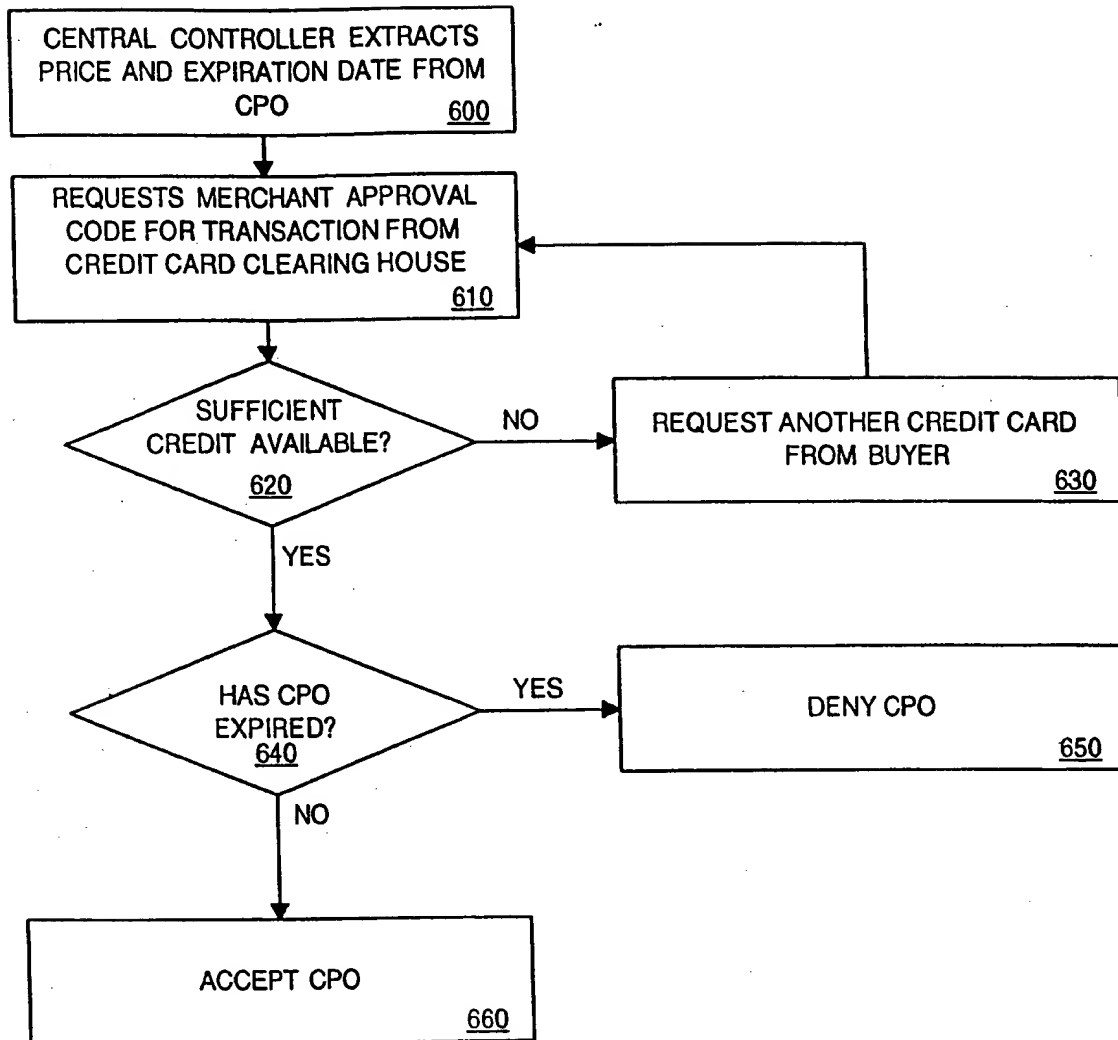 CENTRAL CONTROLLER EXTRACTS
PRICE AND EXPIRATION DATE FROM
CPO
600
REQUESTS MERCHANT APPROVAL
CODE FOR TRANSACTION FROM
CREDIT CARD CLEARING HOUSE
610
SUFFICIENT
CREDIT AVAILABLE?
620
NO
REQUEST ANOTHER CREDIT CARD
FROM BUYER
630
YES
HAS CPO
EXPIRED?
640
YES
DENY CPO
650
NO
ACCEPT CPO
660